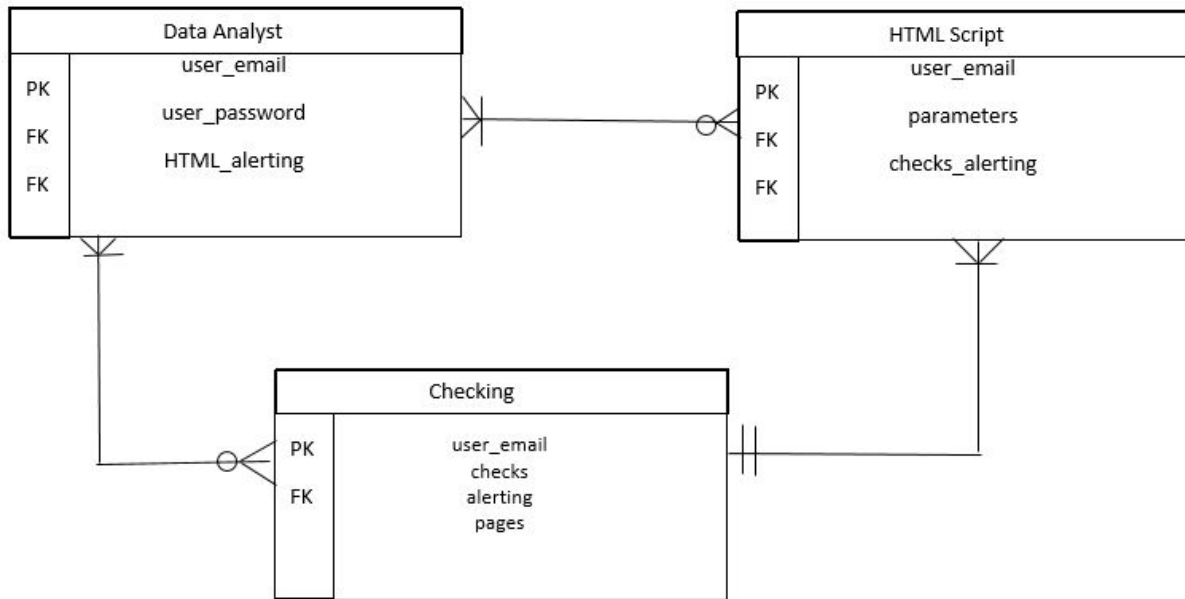 Data Analyst
PK
FK
FK
user_email
user_password
HTML_alerting
HTML Script
PK
FK
FK
user_email
parameters
checks_alerting
Checking
PK
FK
user_email
checks
alerting
pages